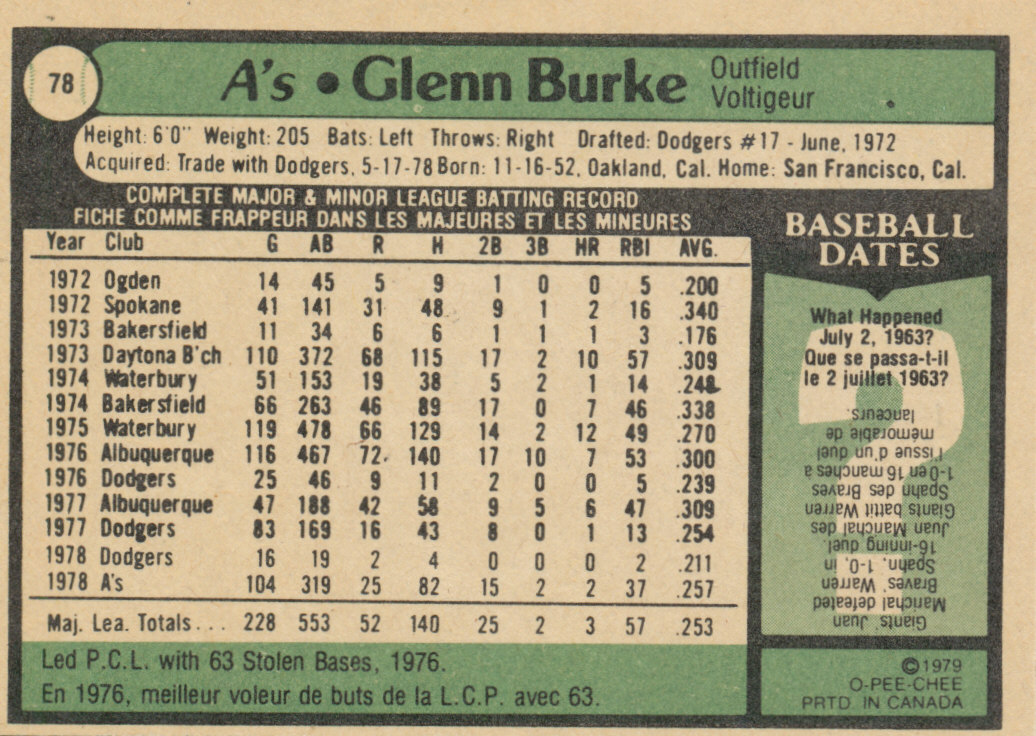 78
A's • Glenn Burke
Outfield
Voltigeur
Height: 6'0" Weight: 205 Bats: Left Throws: Right Drafted: Dodgers #17 - June, 1972
Acquired: Trade with Dodgers, 5-17-78 Born: 11-16-52, Oakland, Cal. Home: San Francisco, Cal.
COMPLETE MAJOR & MINOR LEAGUE BATTING RECORD
FICHE COMME FRAPPEUR DANS LES MAJEURES ET LES MINEURES
Year Club G AB R H 2B 3B HR RBI AVG.
1972 Ogden 14 45 5 9 1 0 0 5 .200
1972 Spokane 41 141 31 48 9 1 2 16 .340
1973 Bakersfield 11 34 6 6 1 1 1 3 .176
1973 Daytona B'ch 110 372 68 115 17 2 10 57 .309
1974 Waterbury 51 153 19 38 5 2 1 14 .248
1974 Bakersfield 66 263 46 89 17 0 7 46 .338
1975 Waterbury 119 478 66 129 14 2 12 49 .270
1976 Albuquerque 116 467 72 140 17 10 7 53 .300
1976 Dodgers 25 46 9 11 2 0 0 5 .239
1977 Albuquerque 47 188 42 58 9 5 6 47 .309
1977 Dodgers 83 169 16 43 8 0 1 13 .254
1978 Dodgers 16 19 2 4 0 0 0 2 .211
1978 A's 104 319 25 82 15 2 2 37 .257
Maj. Lea. Totals... 228 553 52 140 25 2 3 57 .253
Led P.C.L. with 63 Stolen Bases, 1976.
En 1976, meilleur voleur de buts de la L.C.P. avec 63.
BASEBALL
DATES
What Happened
July 2, 1963?
Que se passa-t-il
le 2 juillet 1963?
Giants' Juan
Marichal defeated
Braves' Warren
Spahn, 1-0, in
16-inning duel.
Juan Marichal des
Giants battit Warren
Spahn des Braves
1-0 en 16 manches a
l'issue d'un duel
mémorable de
lanceurs.
©1979
O-PEE-CHEE
PRTD. IN CANADA